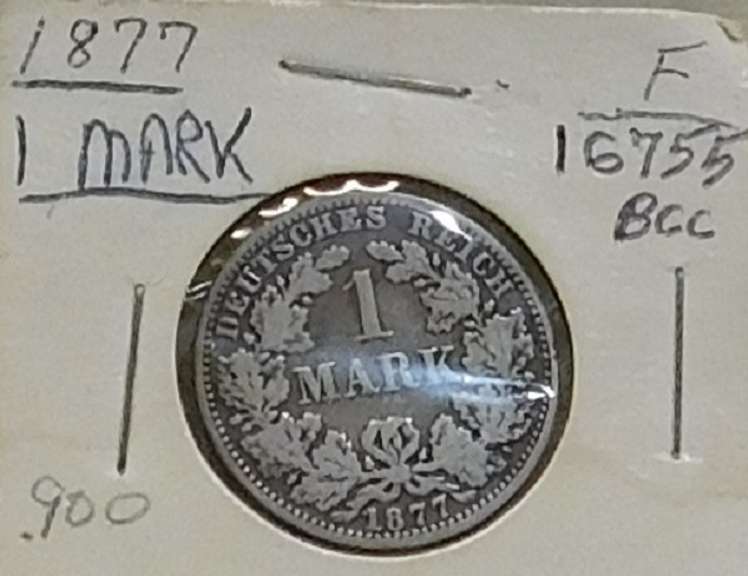 1877
F
1 MARK
16755
BCC
DEUTSCHES REICH
1
MARK
1877
.900